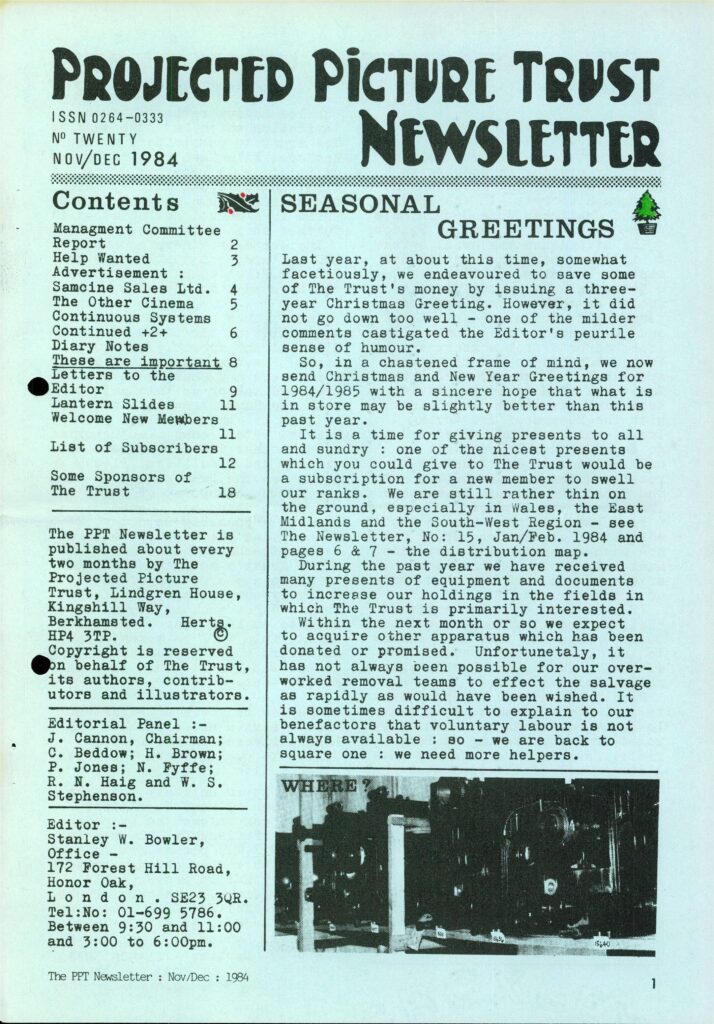 PROJECTED PICTURE TRUST
NEWSLETTER
ISSN 0264-0333
Nº TWENTY
NOV/DEC 1984
Contents
Managment Committee
Report 2
Help Wanted 3
Advertisement :
Samcine Sales Ltd. 4
The Other Cinema 5
Continuous Systems
Continued +2+ 6
Diary Notes
These are important 8
Letters to the
Editor 9
Lantern Slides 11
Welcome New Members
11
List of Subscribers
12
Some Sponsors of
The Trust 18
The PPT Newsletter is
published about every
two months by The
Projected Picture
Trust, Lindgren House,
Kingshill Way,
Berkhamsted. Herts.
HP4 3TP. ©
Copyright is reserved
on behalf of The Trust,
its authors, contrib-
utors and illustrators.
Editorial Panel :-
J. Cannon, Chairman;
C. Beddow; H. Brown;
P. Jones; N. Fyffe;
R. N. Haig and W. S.
Stephenson.
Editor :-
Stanley W. Bowler,
Office -
172 Forest Hill Road,
Honor Oak,
L o n d o n . SE23 3QR.
Tel:No: 01-699 5786.
Between 9:30 and 11:00
and 3:00 to 6:00pm.
SEASONAL
GREETINGS
Last year, at about this time, somewhat
facetiously, we endeavoured to save some
of The Trust's money by issuing a three-
year Christmas Greeting. However, it did
not go down too well - one of the milder
comments castigated the Editor's peurile
sense of humour.
So, in a chastened frame of mind, we now
send Christmas and New Year Greetings for
1984/1985 with a sincere hope that what is
in store may be slightly better than this
past year.
It is a time for giving presents to all
and sundry : one of the nicest presents
which you could give to The Trust would be
a subscription for a new member to swell
our ranks. We are still rather thin on
the ground, especially in Wales, the East
Midlands and the South-West Region - see
The Newsletter, No: 15, Jan/Feb. 1984 and
pages 6 & 7 - the distribution map.
During the past year we have received
many presents of equipment and documents
to increase our holdings in the fields in
which The Trust is primarily interested.
Within the next month or so we expect
to acquire other apparatus which has been
donated or promised. Unfortunetaly, it
has not always been possible for our over-
worked removal teams to effect the salvage
as rapidly as would have been wished. It
is sometimes difficult to explain to our
benefactors that voluntary labour is not
always available : so - we are back to
square one : we need more helpers.
WHERE?
The PPT Newsletter : Nov/Dec : 1984
1